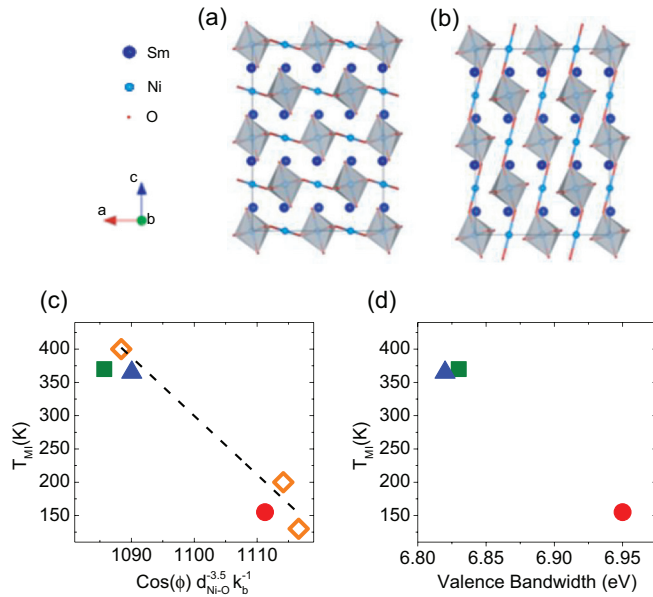 (a)
(b)
Sm
Ni
O
c
a
b
(c)
(d)
T_MI(K)
400
350
300
250
200
150
1090
1100
1110
Cos(ϕ) d_Ni-O^-3.5 k_b^-1
T_MI(K)
400
350
300
250
200
150
6.80
6.85
6.90
6.95
Valence Bandwidth (eV)